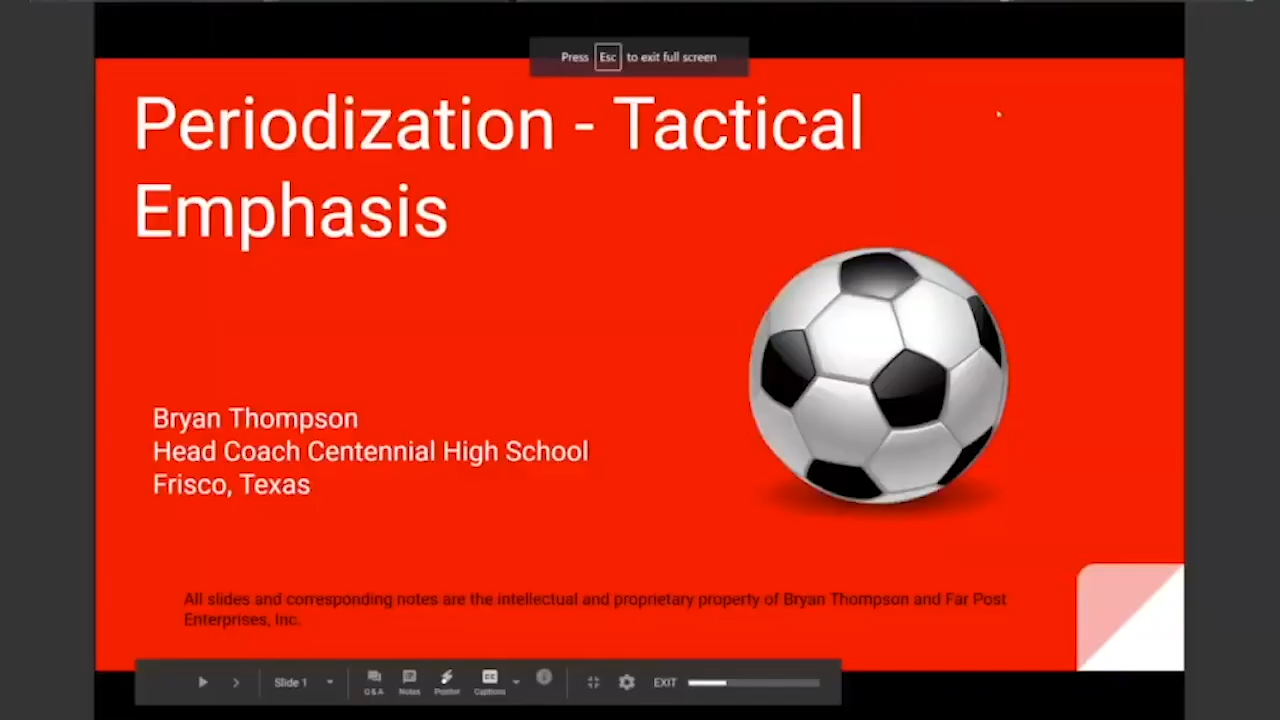 Press Esc to exit full screen
Periodization - Tactical
Emphasis
Bryan Thompson
Head Coach Centennial High School
Frisco, Texas
All slides and corresponding notes are the intellectual and proprietary property of Bryan Thompson and Far Post
Enterprises, Inc.
Slide 1
Q&A
Notes
Pointer
Captions
EXIT